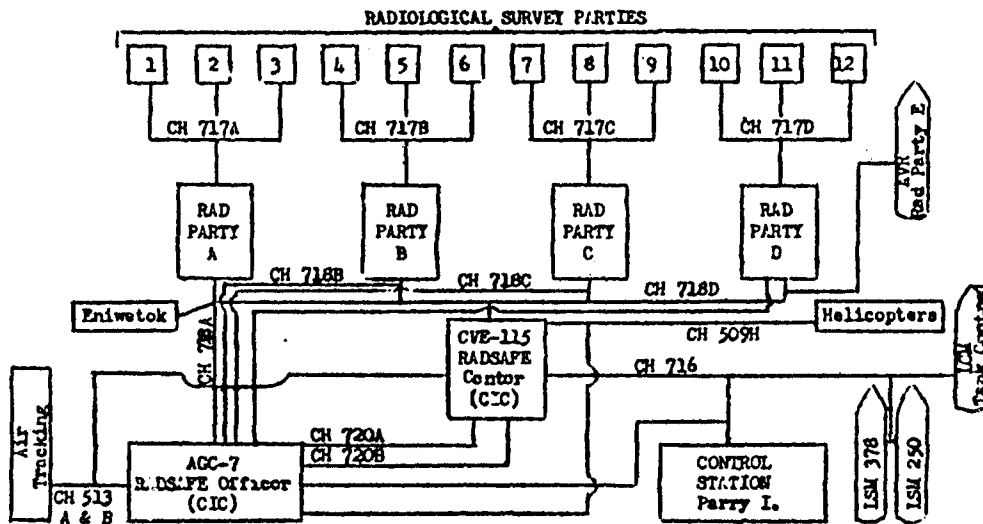 RADIOLOGICAL SURVEY PARTIES
1 2 3 4 5 6 7 8 9 10 11 12
CH 717A CH 717B CH 717C CH 717D
AVR
Rad Party E
RAD
PARTY
A
RAD
PARTY
B
RAD
PARTY
C
RAD
PARTY
D
CH 718B CH 718C CH 718D
Eniwetok
CH 718A
Helicopters
CH 509H
CVE-115
RADSAFE
Center
(CIC)
CH 716
LCM
Air
Tracking
CH 513
A & B
AGC-7
RADSAFE Officer
(CIC)
CH 720A
CH 720B
CONTROL
STATION
Parry I.
LSM 378
LSM 250